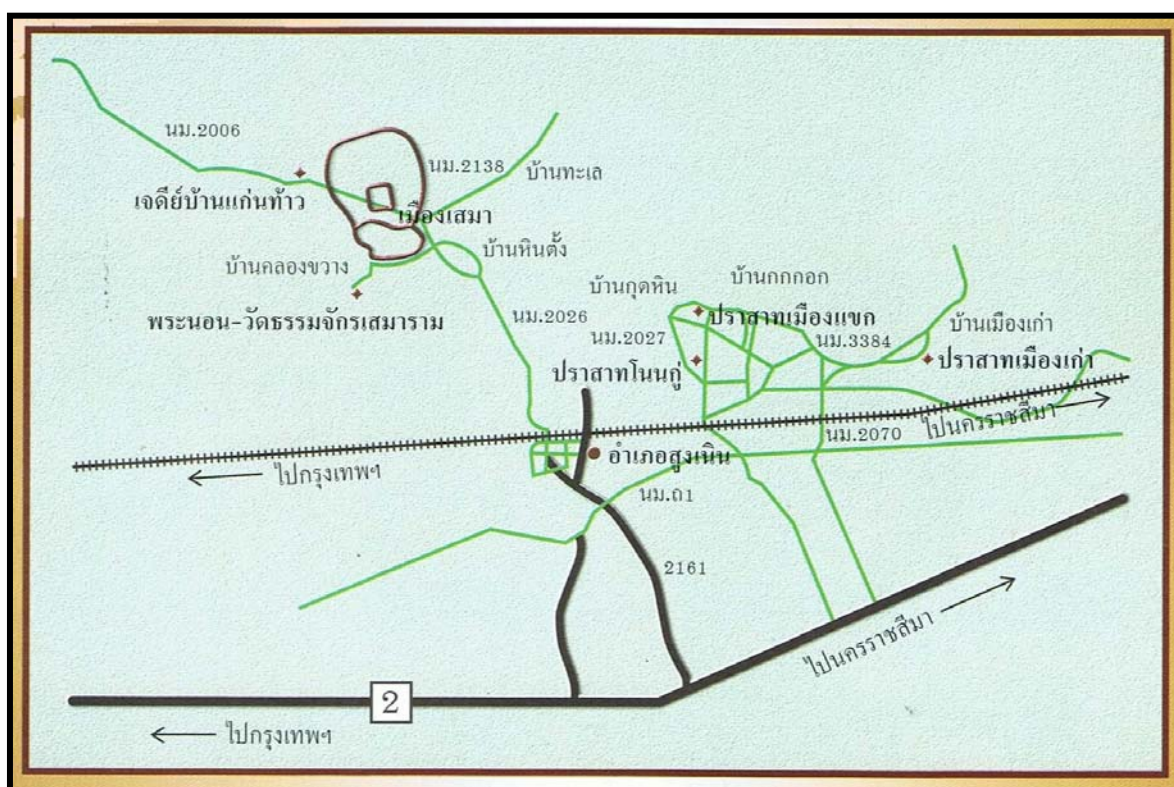 นม.2006
นม.2138
บ้านทะเล
เจดีย์บ้านแก่นท้าว
เมืองเสมา
บ้านหินตั้ง
บ้านคลองขวาง
บ้านกุดหิน
บ้านกกกอก
พระนอน-วัดธรรมจักรเสมาราม
นม.2026
ปราสาทเมืองแขก
บ้านเมืองเก่า
นม.2027
นม.3384
ปราสาทโนนกู่
ปราสาทเมืองเก่า
ไปนครราชสีมา
นม.2070
อำเภอสูงเนิน
ไปกรุงเทพฯ
นม.ถ1
2161
ไปนครราชสีมา
2
ไปกรุงเทพฯ